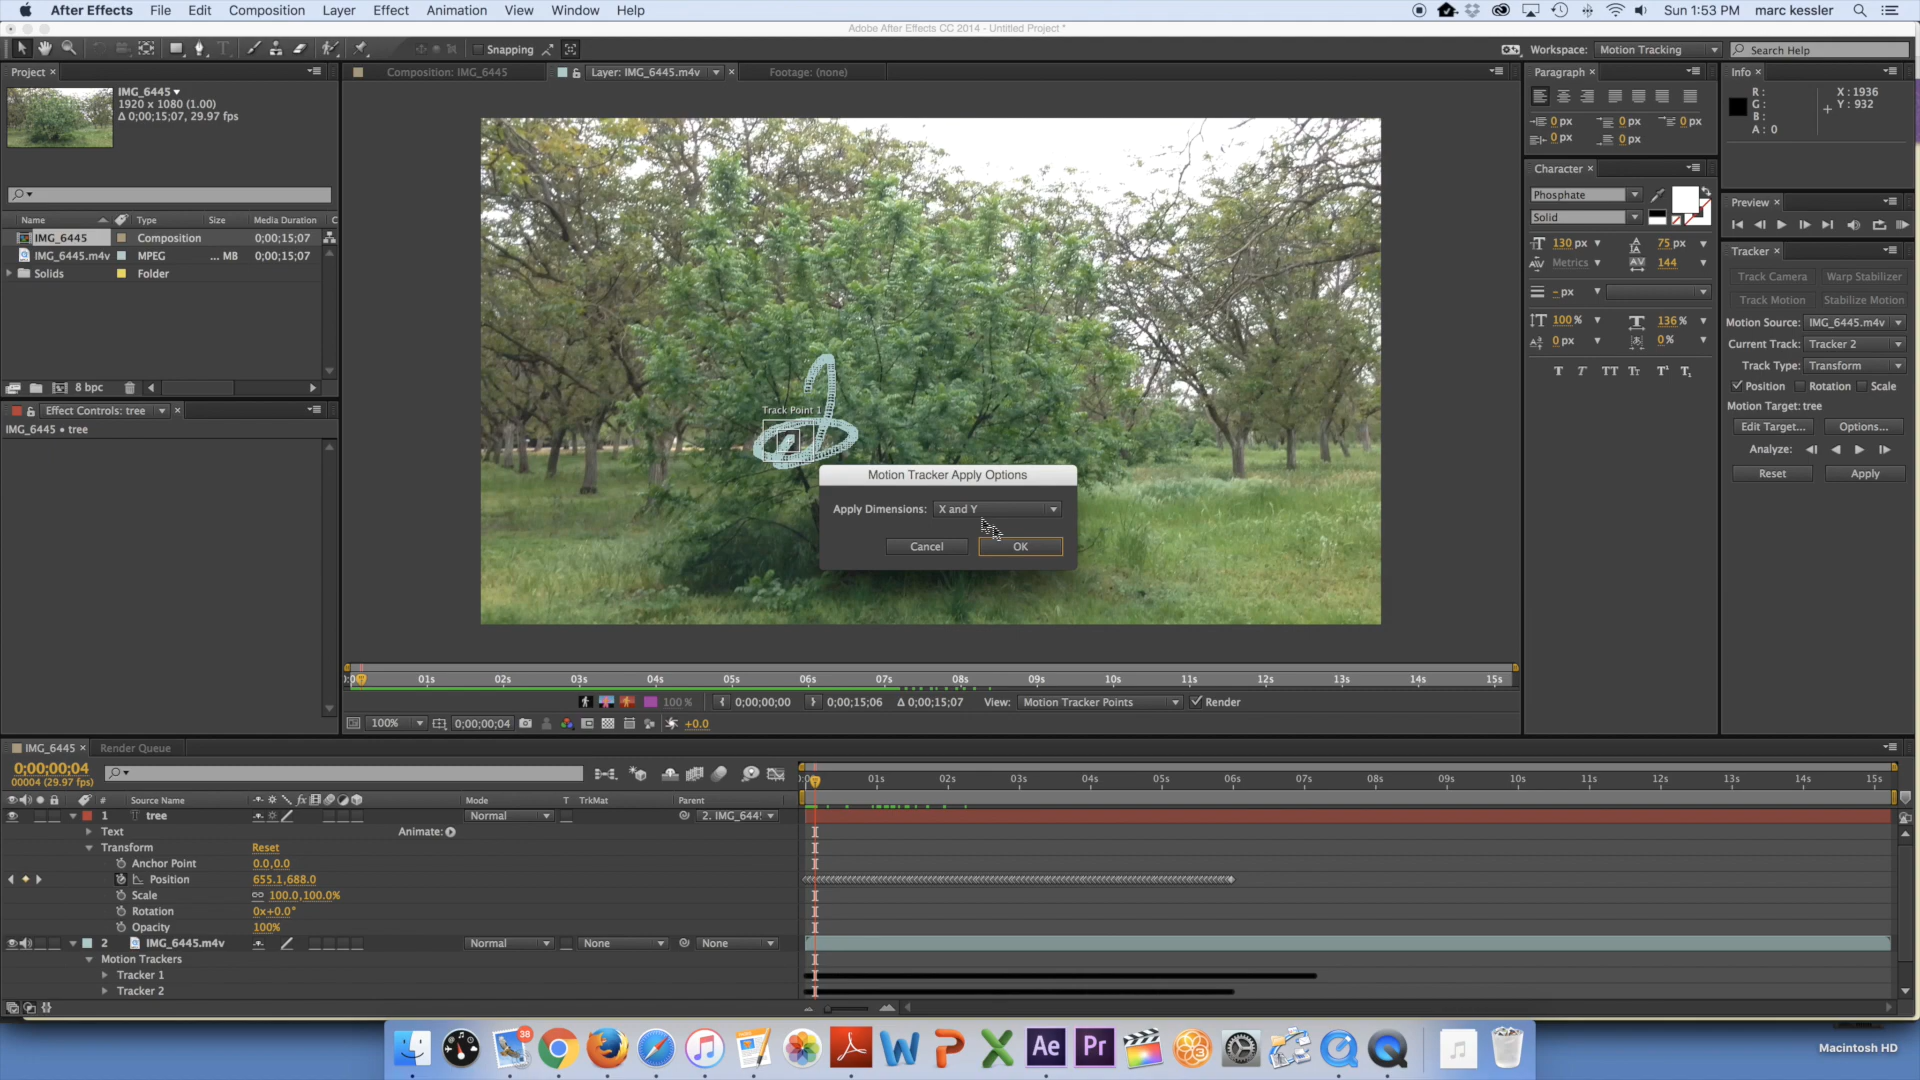 After Effects File Edit Composition Layer Effect Animation View Window Help Sun 1:53 PM marc kessler
Adobe After Effects CC 2014 - Untitled Project *
Snapping Workspace: Motion Tracking Search Help
Project × Composition: IMG_6445 Layer: IMG_6445.m4v × Footage: (none) Paragraph × Info ×
IMG_6445
1920 x 1080 (1.00)
Δ 0;00;15;07, 29.97 fps
0 px 0 px 0 px
0 px 0 px
R: X : 1936
G: Y : 932
B:
A: 0
Character ×
Phosphate
Solid
Preview ×
Name Type Size Media Duration C
IMG_6445 Composition 0;00;15;07
IMG_6445.m4v MPEG ... MB 0;00;15;07
Solids Folder
130 px 75 px
Metrics 144
- px
100 % 136 %
0 px 0 %
T T TT Tr T¹ T₁
Tracker ×
Track Camera Warp Stabilizer
Track Motion Stabilize Motion
Motion Source: IMG_6445.m4v
Current Track: Tracker 2
Track Type: Transform
Position Rotation Scale
Motion Target: tree
Edit Target... Options...
Analyze:
Reset Apply
8 bpc
Effect Controls: tree ×
IMG_6445 • tree
Track Point 1
Motion Tracker Apply Options
Apply Dimensions: X and Y
Cancel OK
01s 02s 03s 04s 05s 06s 07s 08s 09s 10s 11s 12s 13s 14s 15s
100 % 0;00;00;00 0;00;15;06 Δ 0;00;15;07 View: Motion Tracker Points Render
100% 0;00;00;04 +0.0
IMG_6445 × Render Queue
0;00;00;04
00004 (29.97 fps)
01s 02s 03s 04s 05s 06s 07s 08s 09s 10s 11s 12s 13s 14s 15s
# Source Name Mode T TrkMat Parent
1 T tree Normal 2. IMG_644!
Text Animate:
Transform Reset
Anchor Point 0.0,0.0
Position 655.1,688.0
Scale 100.0,100.0%
Rotation 0x+0.0°
Opacity 100%
2 IMG_6445.m4v Normal None None
Motion Trackers
Tracker 1
Tracker 2
38
Ae Pr
Macintosh HD